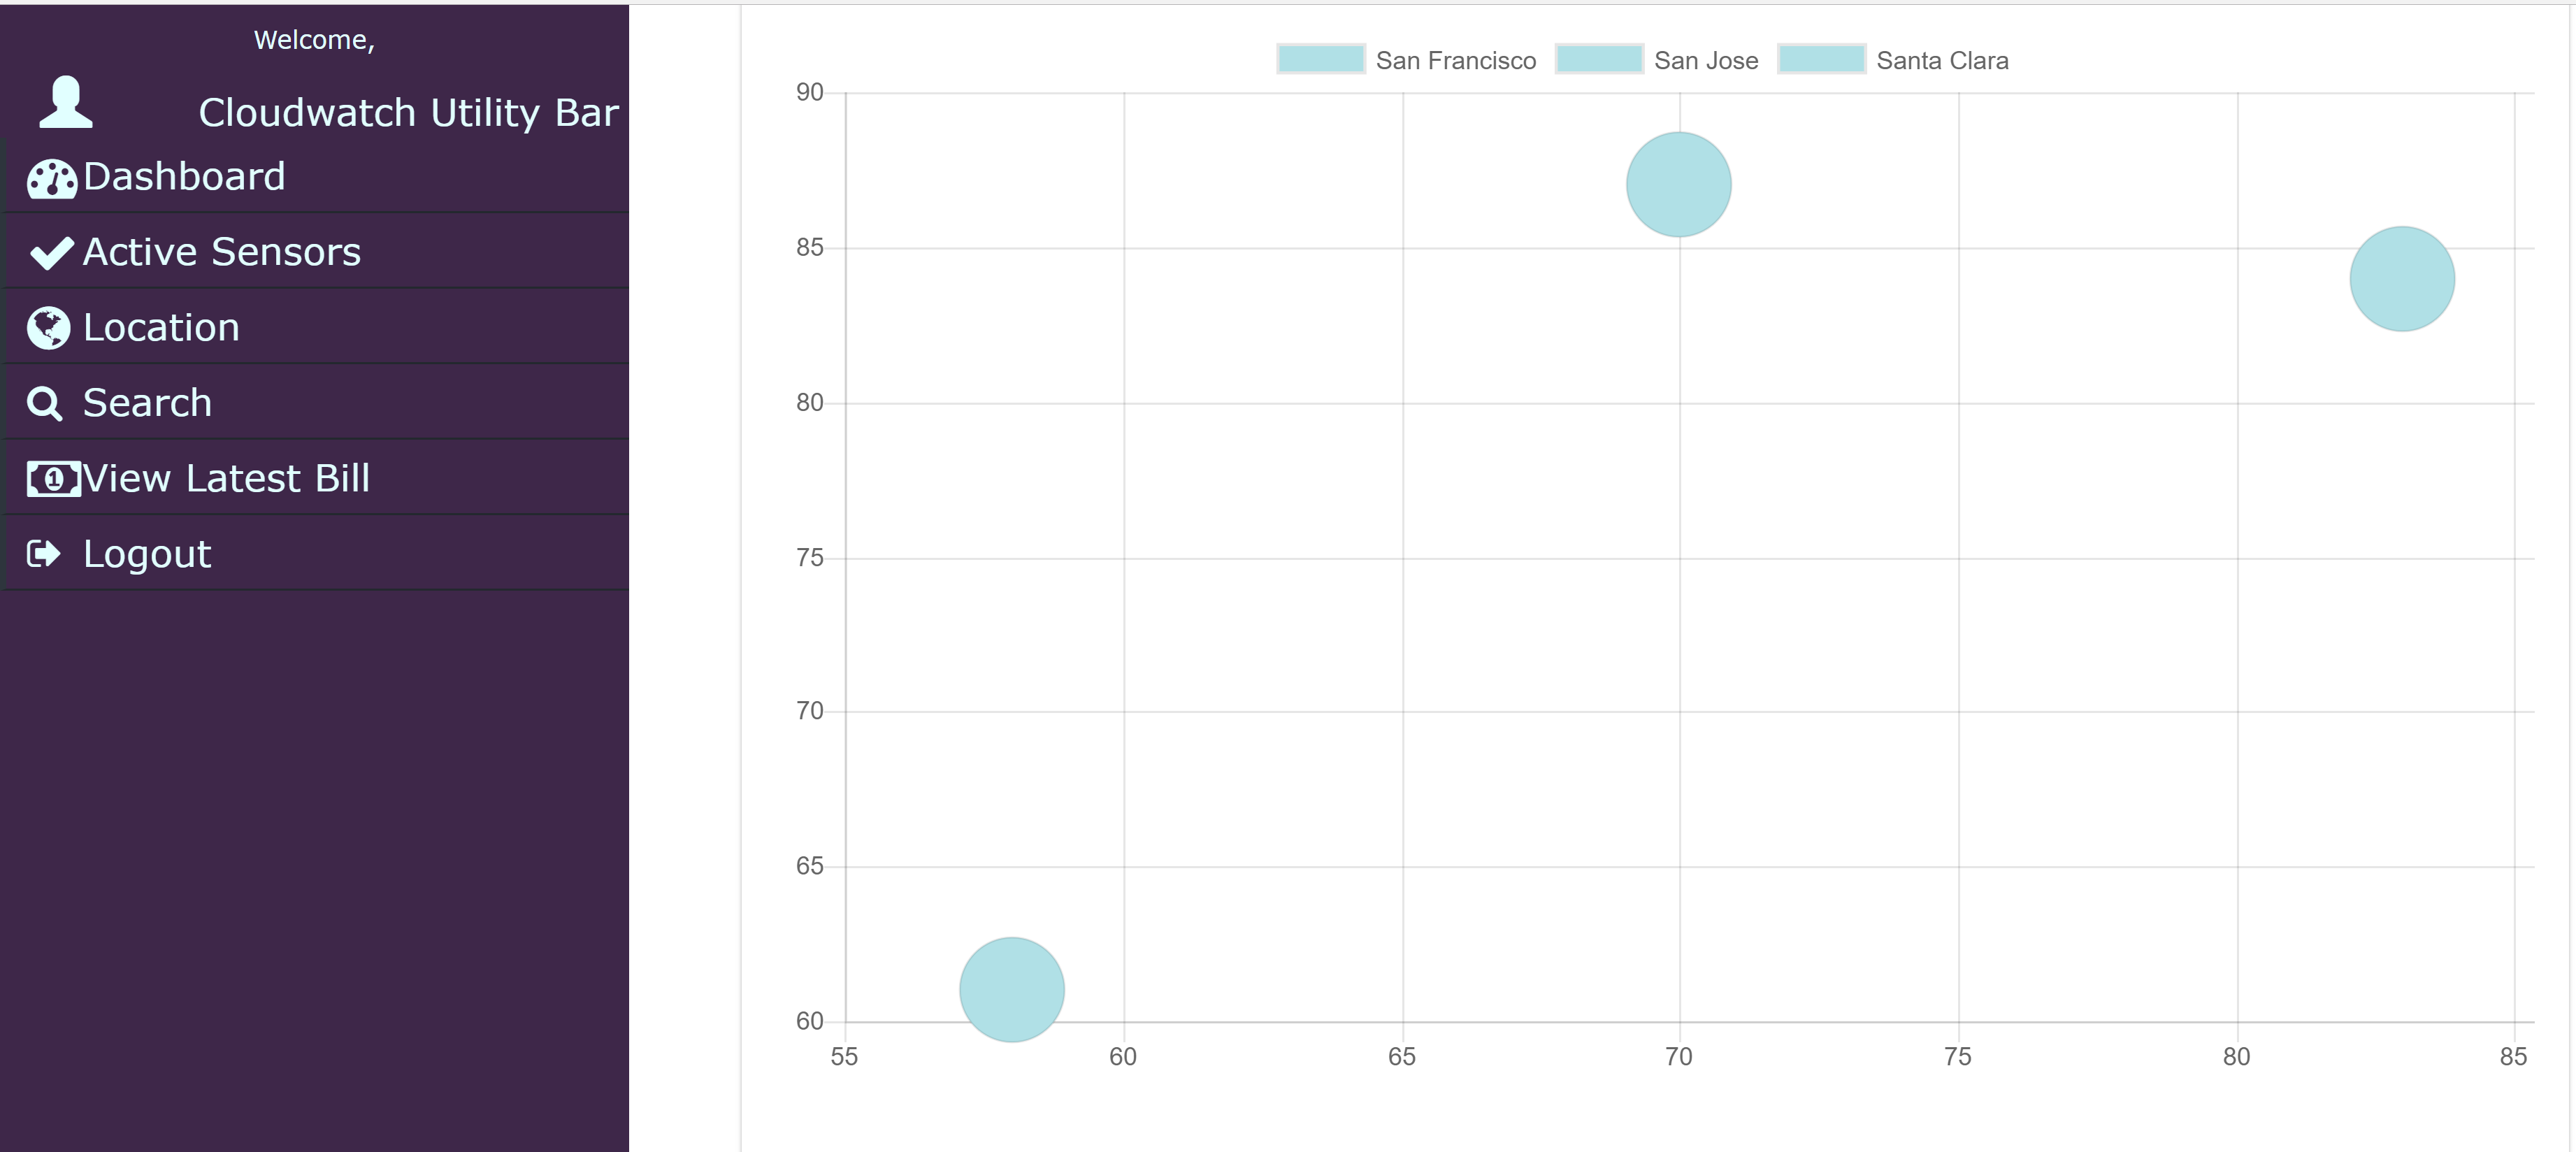 Welcome,
Cloudwatch Utility Bar
Dashboard
Active Sensors
Location
Search
1
View Latest Bill
Logout
San Francisco San Jose Santa Clara
90
85
80
75
70
65
60
55 60 65 70 75 80 85